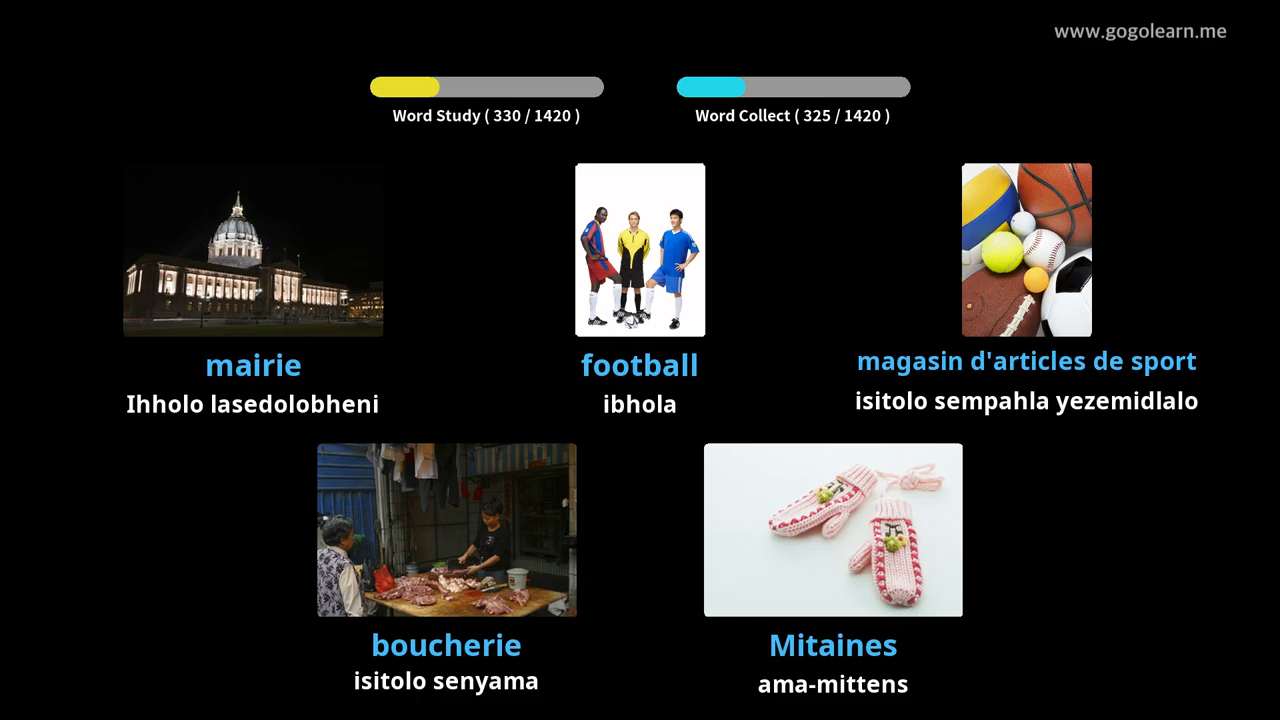 www.gogolearn.me
Word Study ( 330 / 1420 )
Word Collect ( 325 / 1420 )
mairie
Ihholo lasedolobheni
football
ibhola
magasin d'articles de sport
isitolo sempahla yezemidlalo
boucherie
isitolo senyama
Mitaines
ama-mittens